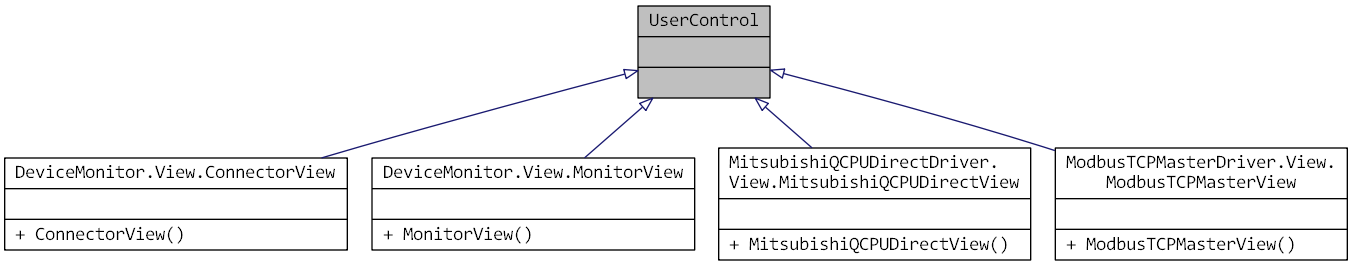 UserControl
DeviceMonitor.View.ConnectorView
+ ConnectorView()
DeviceMonitor.View.MonitorView
+ MonitorView()
MitsubishiQCPUDirectDriver.
View.MitsubishiQCPUDirectView
+ MitsubishiQCPUDirectView()
ModbusTCPMasterDriver.View.
ModbusTCPMasterView
+ ModbusTCPMasterView()